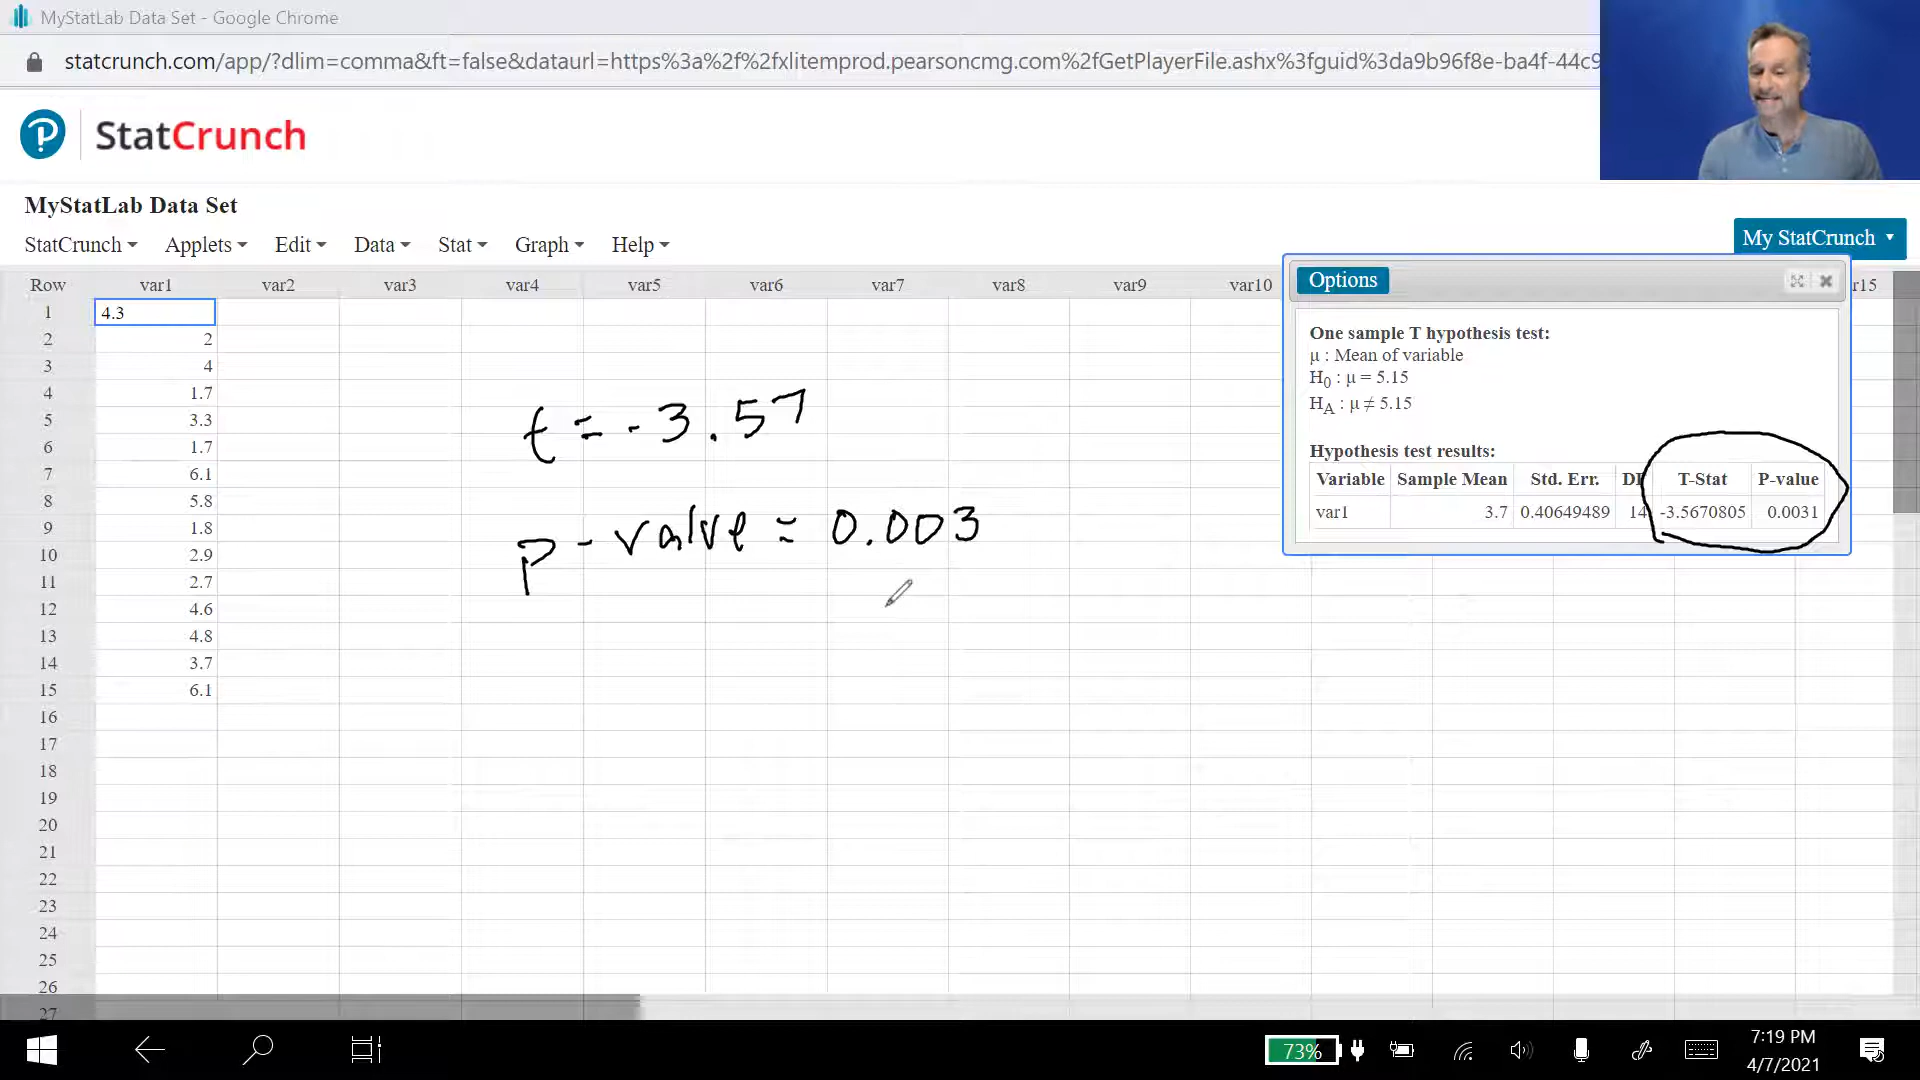 MyStatLab Data Set - Google Chrome
statcrunch.com/app/?dlim=comma&ft=false&dataurl=https%3a%2f%2fxlitemprod.pearsoncmg.com%2fGetPlayerFile.ashx%3fguid%3da9b96f8e-ba4f-44c9
StatCrunch
MyStatLab Data Set
StatCrunch Applets Edit Data Stat Graph Help
My StatCrunch
Row var1 var2 var3 var4 var5 var6 var7 var8 var9 var10 r15
1 4.3
2 2
3 4
4 1.7
5 3.3
6 1.7
7 6.1
8 5.8
9 1.8
10 2.9
11 2.7
12 4.6
13 4.8
14 3.7
15 6.1
16
17
18
19
20
21
22
23
24
25
26
27
t = -3.57
p-value = 0.003
Options
One sample T hypothesis test:
μ : Mean of variable
H0 : μ = 5.15
HA : μ ≠ 5.15
Hypothesis test results:
Variable Sample Mean Std. Err. DF T-Stat P-value
var1 3.7 0.40649489 14 -3.5670805 0.0031
73%
7:19 PM
4/7/2021